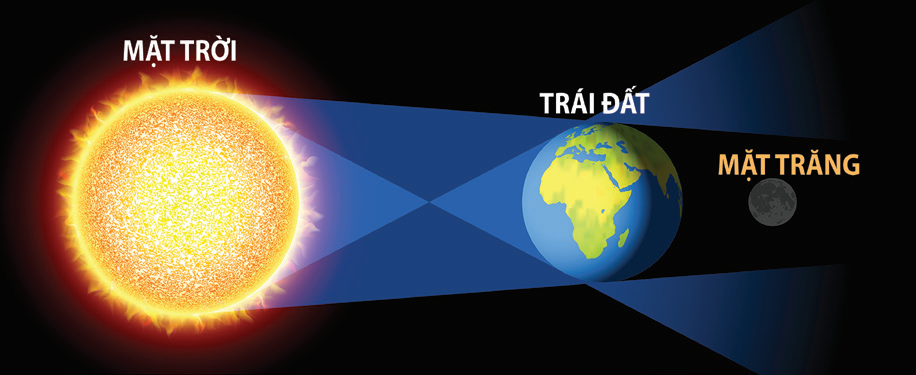 MẶT TRỜI
TRÁI ĐẤT
MẶT TRĂNG